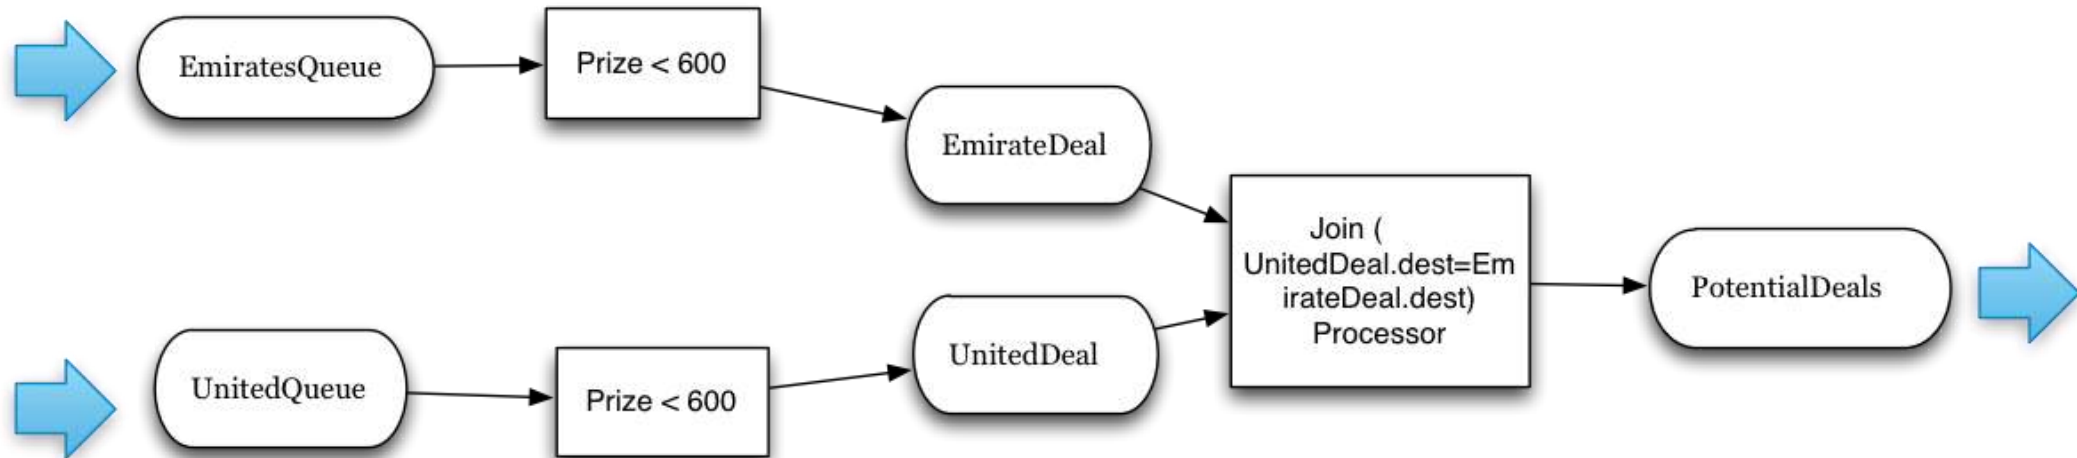 EmiratesQueue
Prize < 600
EmirateDeal
UnitedQueue
Prize < 600
UnitedDeal
Join (
UnitedDeal.dest=Em
irateDeal.dest)
Processor
PotentialDeals